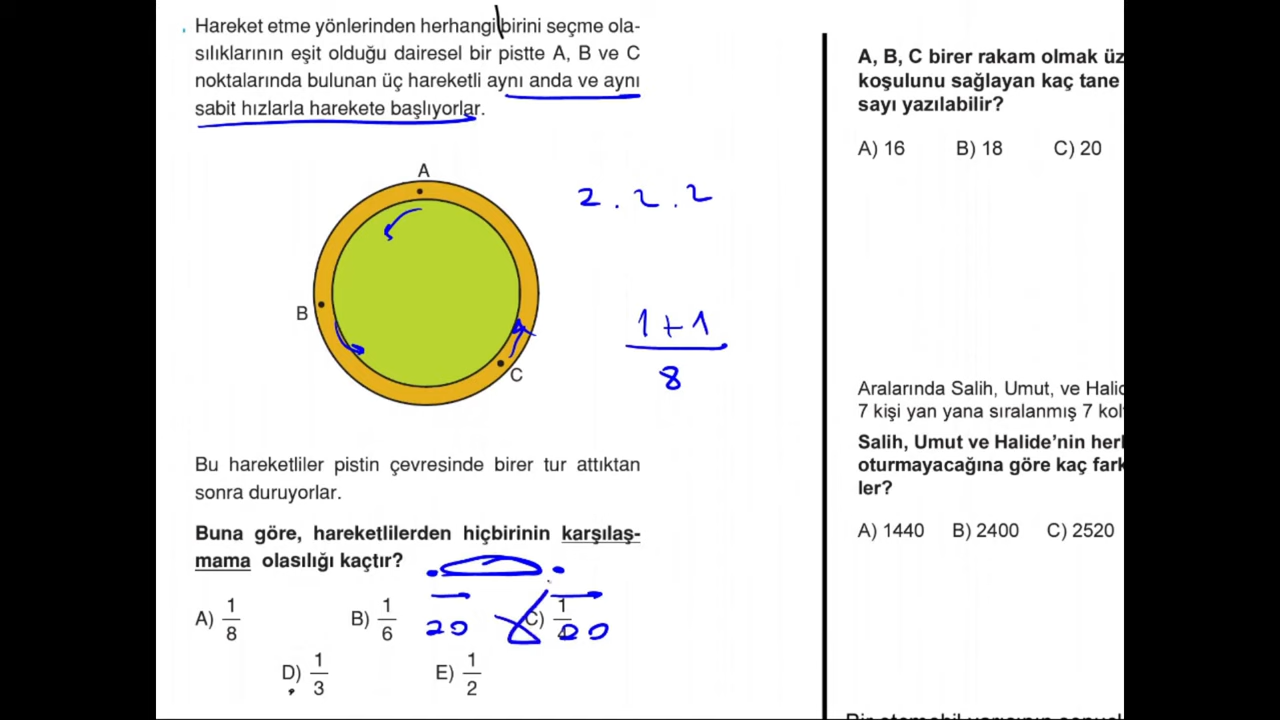 Hareket etme yönlerinden herhangi birini seçme ola-
sılıklarının eşit olduğu dairesel bir pistte A, B ve C
noktalarında bulunan üç hareketli aynı anda ve aynı
sabit hızlarla harekete başlıyorlar.
A
B
C
2 . 2 . 2
1 + 1
8
Bu hareketliler pistin çevresinde birer tur attıktan
sonra duruyorlar.
Buna göre, hareketlilerden hiçbirinin karşılaş-
mama olasılığı kaçtır?
20
A) 1/8 B) 1/6 C) 1/4
D) 1/3 E) 1/2
A, B, C birer rakam olmak üz
koşulunu sağlayan kaç tane
sayı yazılabilir?
A) 16 B) 18 C) 20
Aralarında Salih, Umut, ve Halid
7 kişi yan yana sıralanmış 7 kol
Salih, Umut ve Halide'nin her
oturmayacağına göre kaç fark
ler?
A) 1440 B) 2400 C) 2520